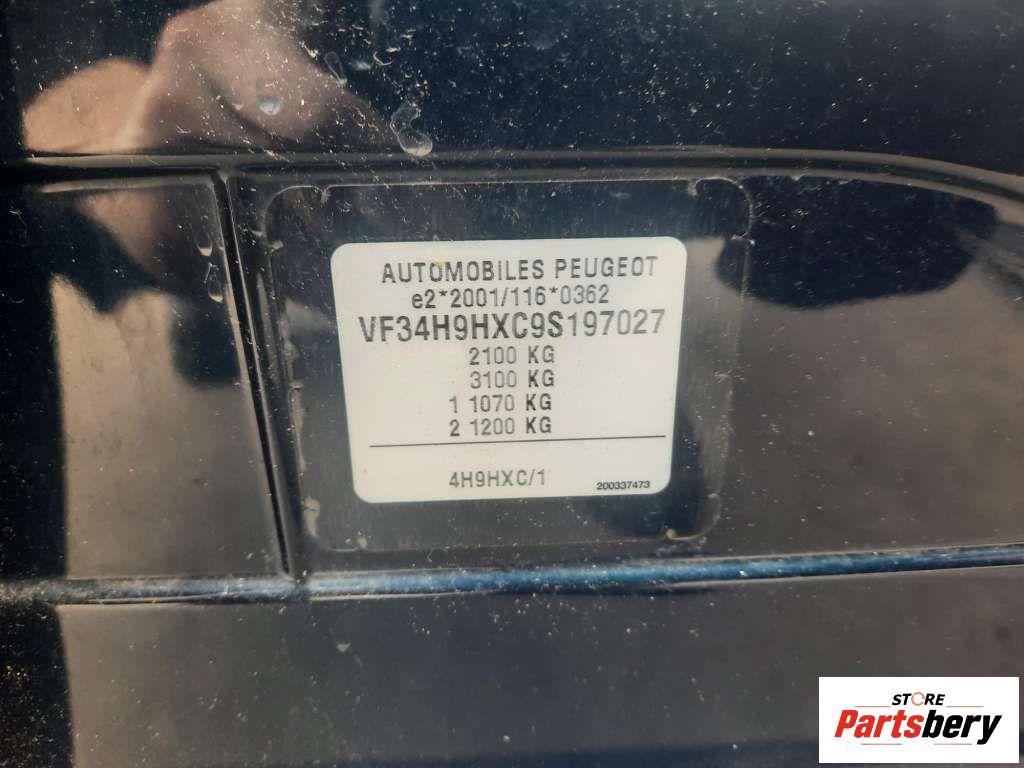 AUTOMOBILES PEUGEOT
e2*2001/116*0362
VF34H9HXC9S197027
2100 KG
3100 KG
1 1070 KG
2 1200 KG
4H9HXC/1
200337473
STORE
Partsbery